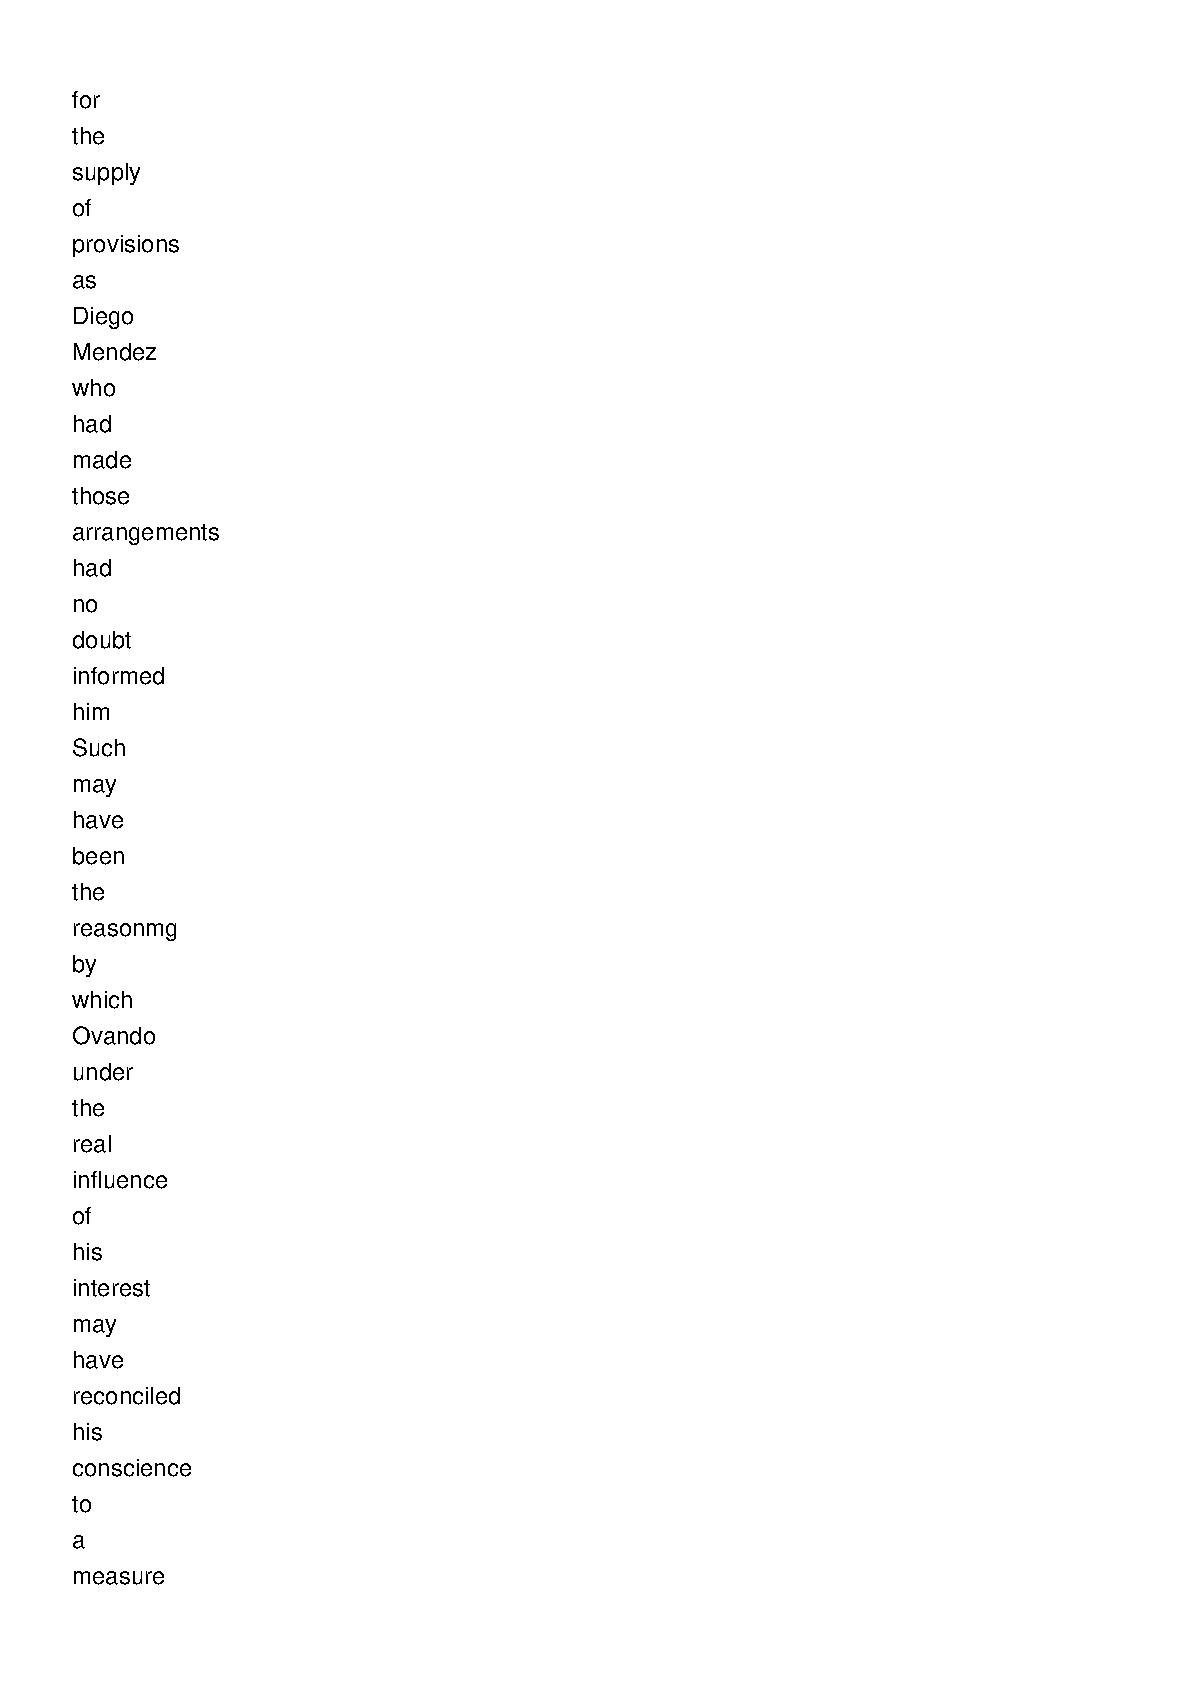 for
the
supply
of
provisions
as
Diego
Mendez
who
had
made
those
arrangements
had
no
doubt
informed
him
Such
may
have
been
the
reasonmg
by
which
Ovando
under
the
real
influence
of
his
interest
may
have
reconciled
his
conscience
to
a
measure